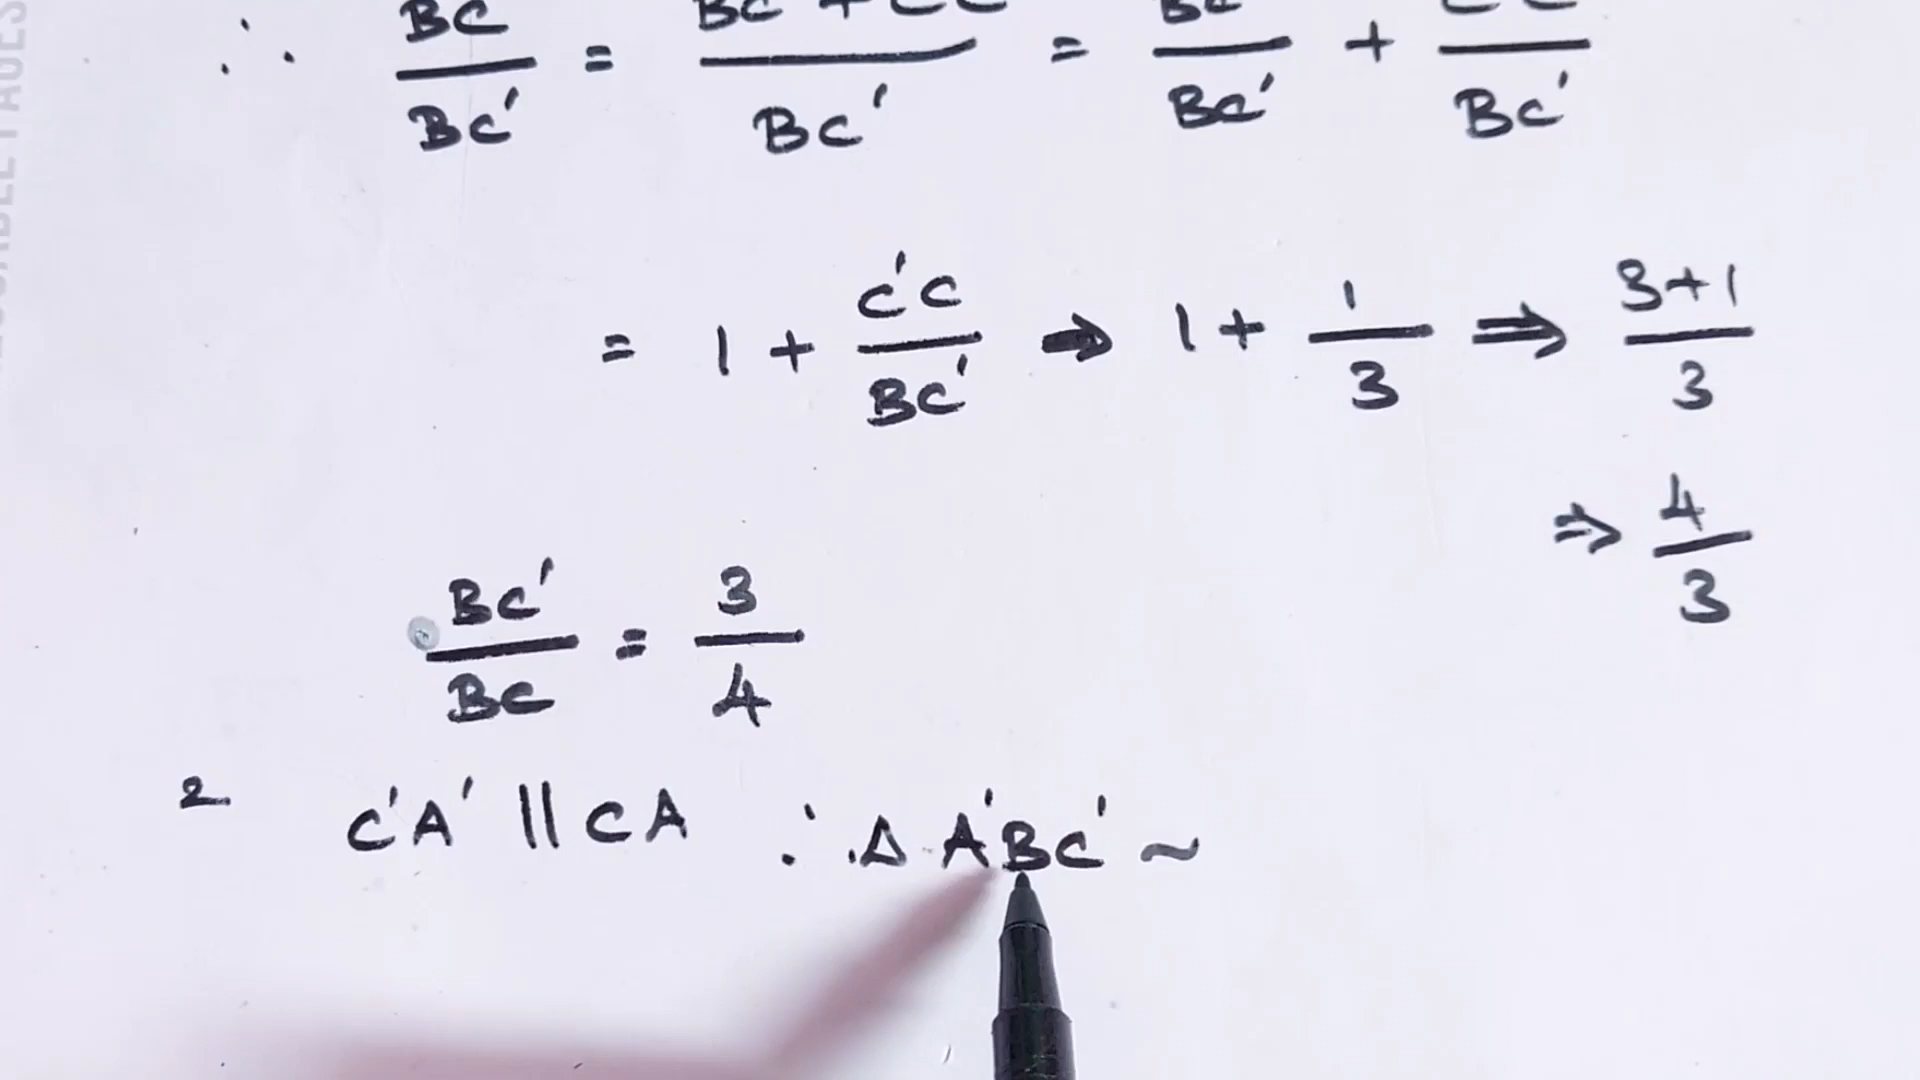 ∴ BC/BC' = BC' + C'C/BC' = BC'/BC' + C'C/BC'
= 1 + C'C/BC' ⇒ 1 + 1/3 ⇒ 3+1/3
⇒ 4/3
BC'/BC = 3/4
2 C'A' || CA ∴ Δ A'BC' ~